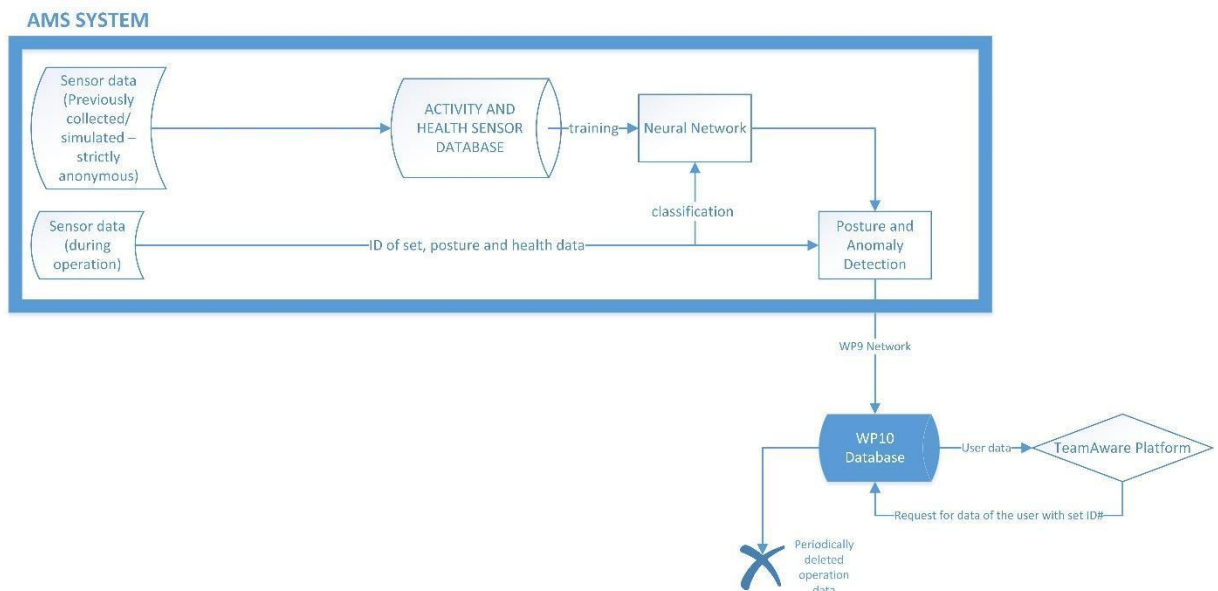 AMS SYSTEM
Sensor data
(Previously
collected/
simulated –
strictly
anonymous)
ACTIVITY AND
HEALTH SENSOR
DATABASE
training
Neural Network
classification
Sensor data
(during
operation)
ID of set, posture and health data
Posture and
Anomaly
Detection
WP9 Network
WP10
Database
User data
TeamAware Platform
Request for data of the user with set ID#
Periodically
deleted
operation
data